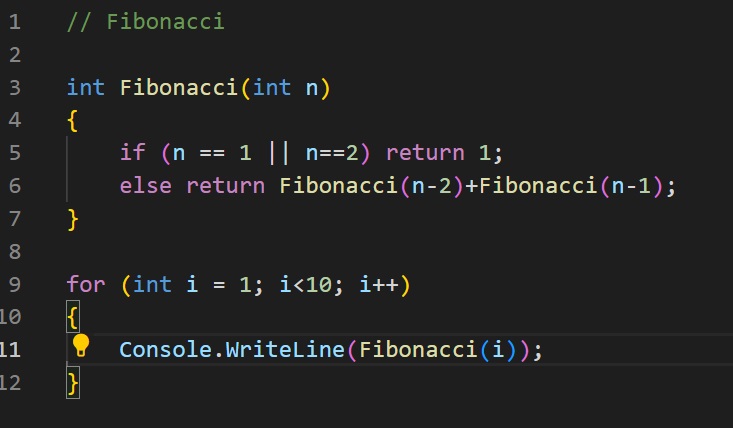 1 // Fibonacci
2
3 int Fibonacci(int n)
4 {
5     if (n == 1 || n==2) return 1;
6     else return Fibonacci(n-2)+Fibonacci(n-1);
7 }
8
9 for (int i = 1; i<10; i++)
10 {
11     Console.WriteLine(Fibonacci(i));
12 }